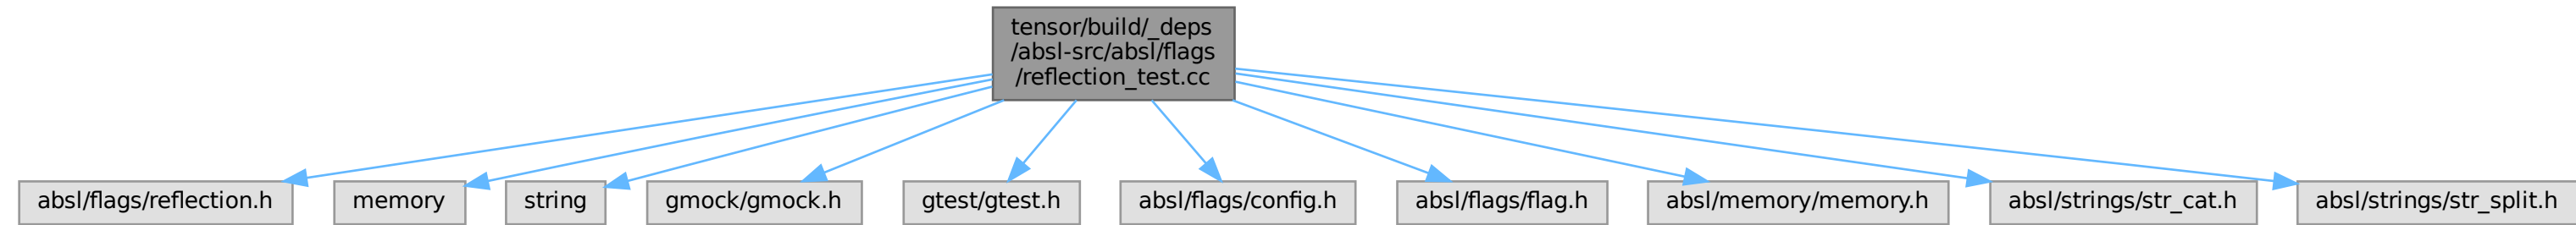 tensor/build/_deps
/absl-src/absl/flags
/reflection_test.cc
absl/flags/reflection.h
memory
string
gmock/gmock.h
gtest/gtest.h
absl/flags/config.h
absl/flags/flag.h
absl/memory/memory.h
absl/strings/str_cat.h
absl/strings/str_split.h